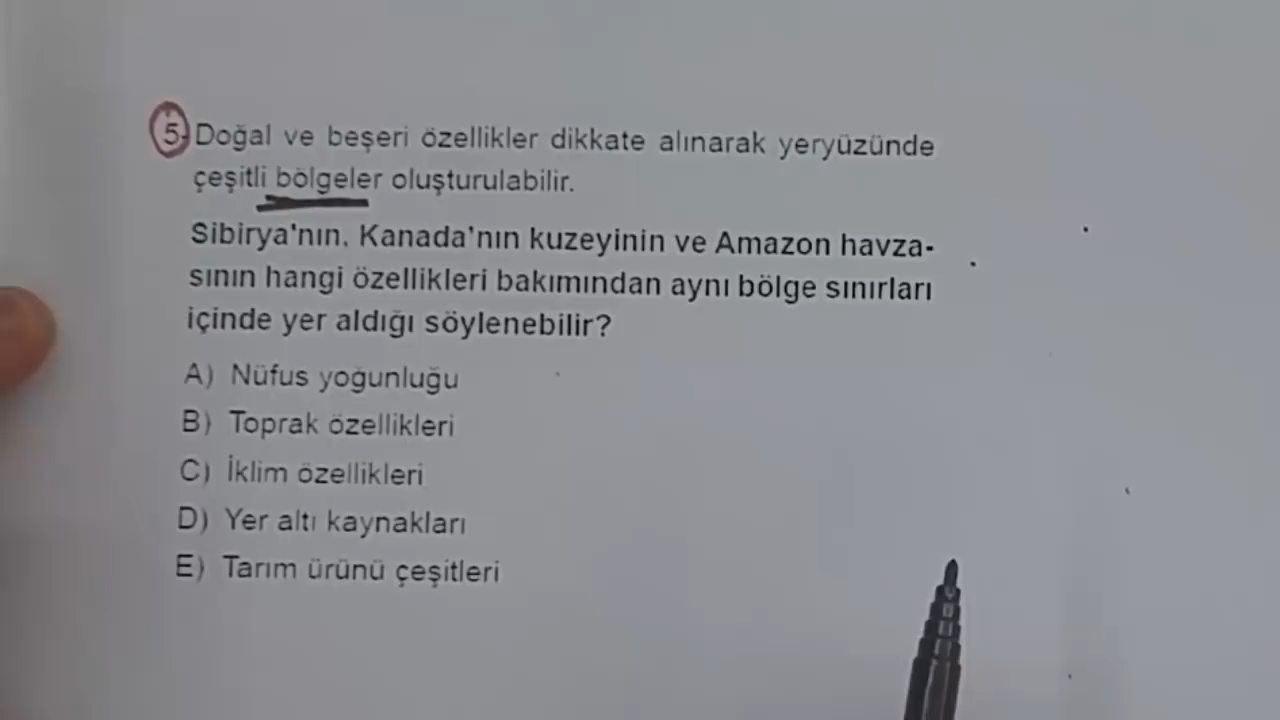 5. Doğal ve beşeri özellikler dikkate alınarak yeryüzünde
çeşitli bölgeler oluşturulabilir.
Sibirya'nın, Kanada'nın kuzeyinin ve Amazon havza-
sının hangi özellikleri bakımından aynı bölge sınırları
içinde yer aldığı söylenebilir?
A) Nüfus yoğunluğu
B) Toprak özellikleri
C) İklim özellikleri
D) Yer altı kaynakları
E) Tarım ürünü çeşitleri